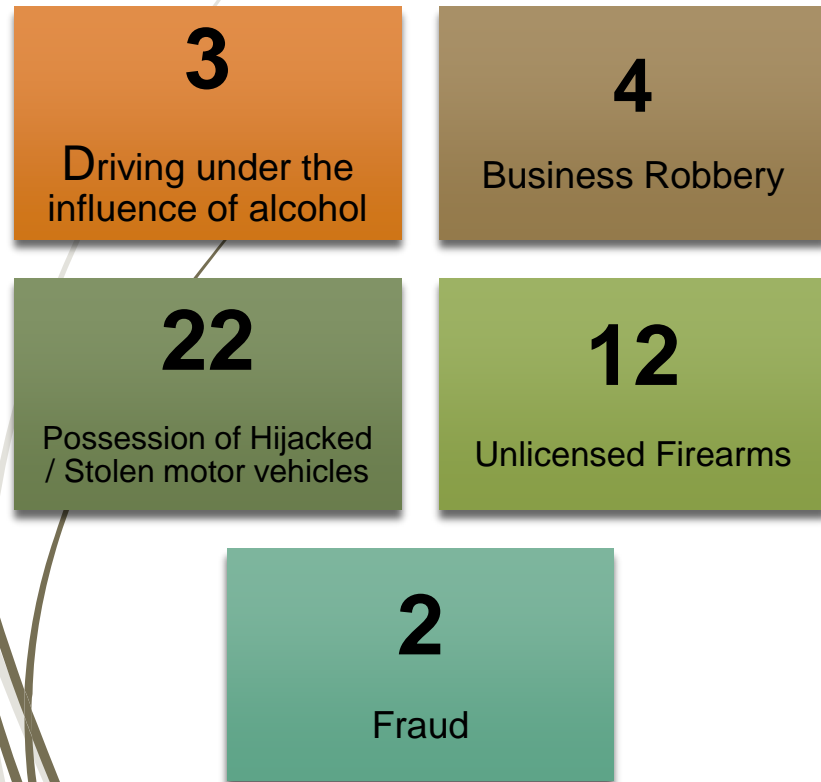 3
Driving under the
influence of alcohol
4
Business Robbery
22
Possession of Hijacked
/ Stolen motor vehicles
12
Unlicensed Firearms
2
Fraud